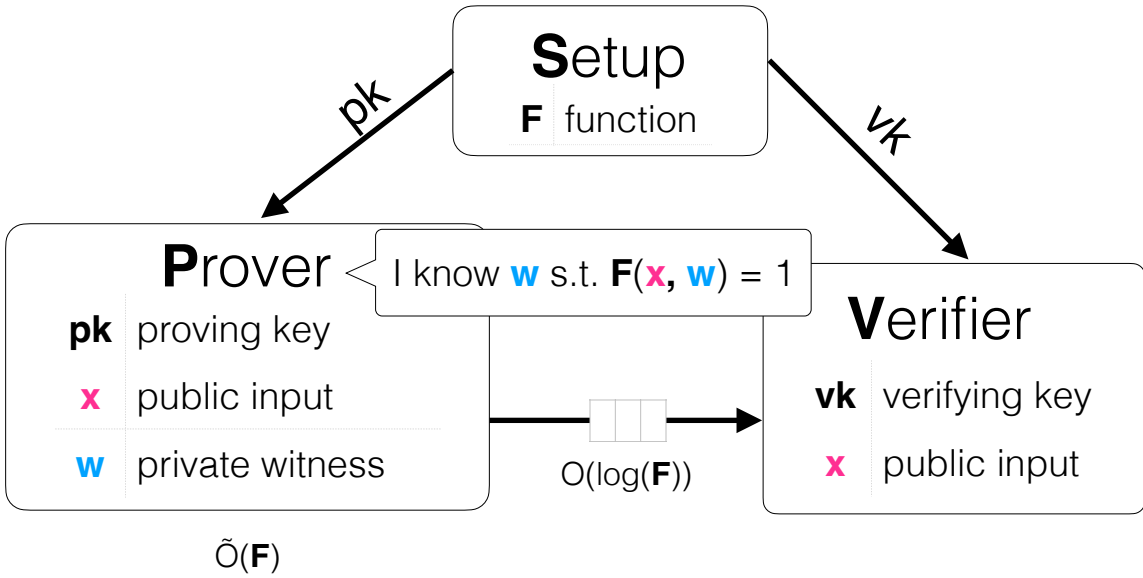 Setup
F function
pk
vk
Prover
I know w s.t. F(x, w) = 1
pk proving key
x public input
w private witness
Õ(F)
O(log(F))
Verifier
vk verifying key
x public input